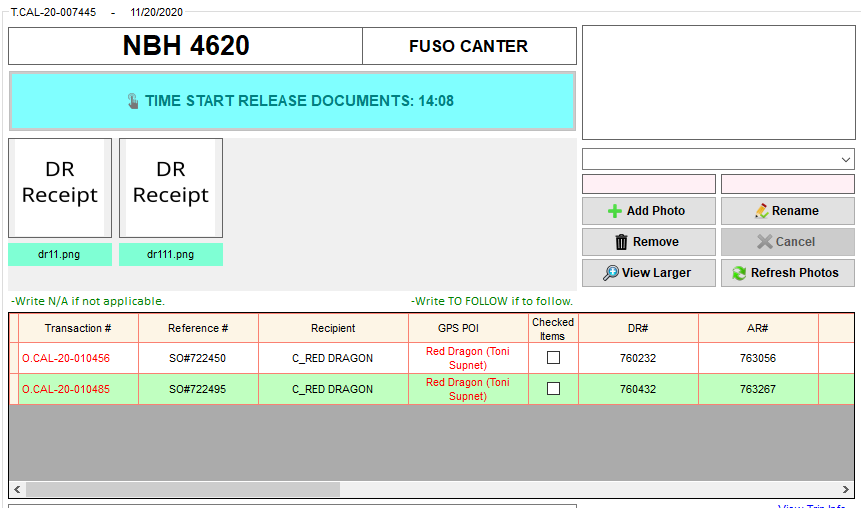 T.CAL-20-007445 - 11/20/2020
NBH 4620
FUSO CANTER
TIME START RELEASE DOCUMENTS: 14:08
DR
Receipt
DR
Receipt
dr11.png
dr111.png
Add Photo
Rename
Remove
Cancel
View Larger
Refresh Photos
-Write N/A if not applicable.
-Write TO FOLLOW if to follow.
Transaction # Reference # Recipient GPS POI Checked Items DR# AR#
O.CAL-20-010456 SO#722450 C_RED DRAGON Red Dragon (Toni Supnet) 760232 763056
O.CAL-20-010485 SO#722495 C_RED DRAGON Red Dragon (Toni Supnet) 760432 763267
View Trip Info